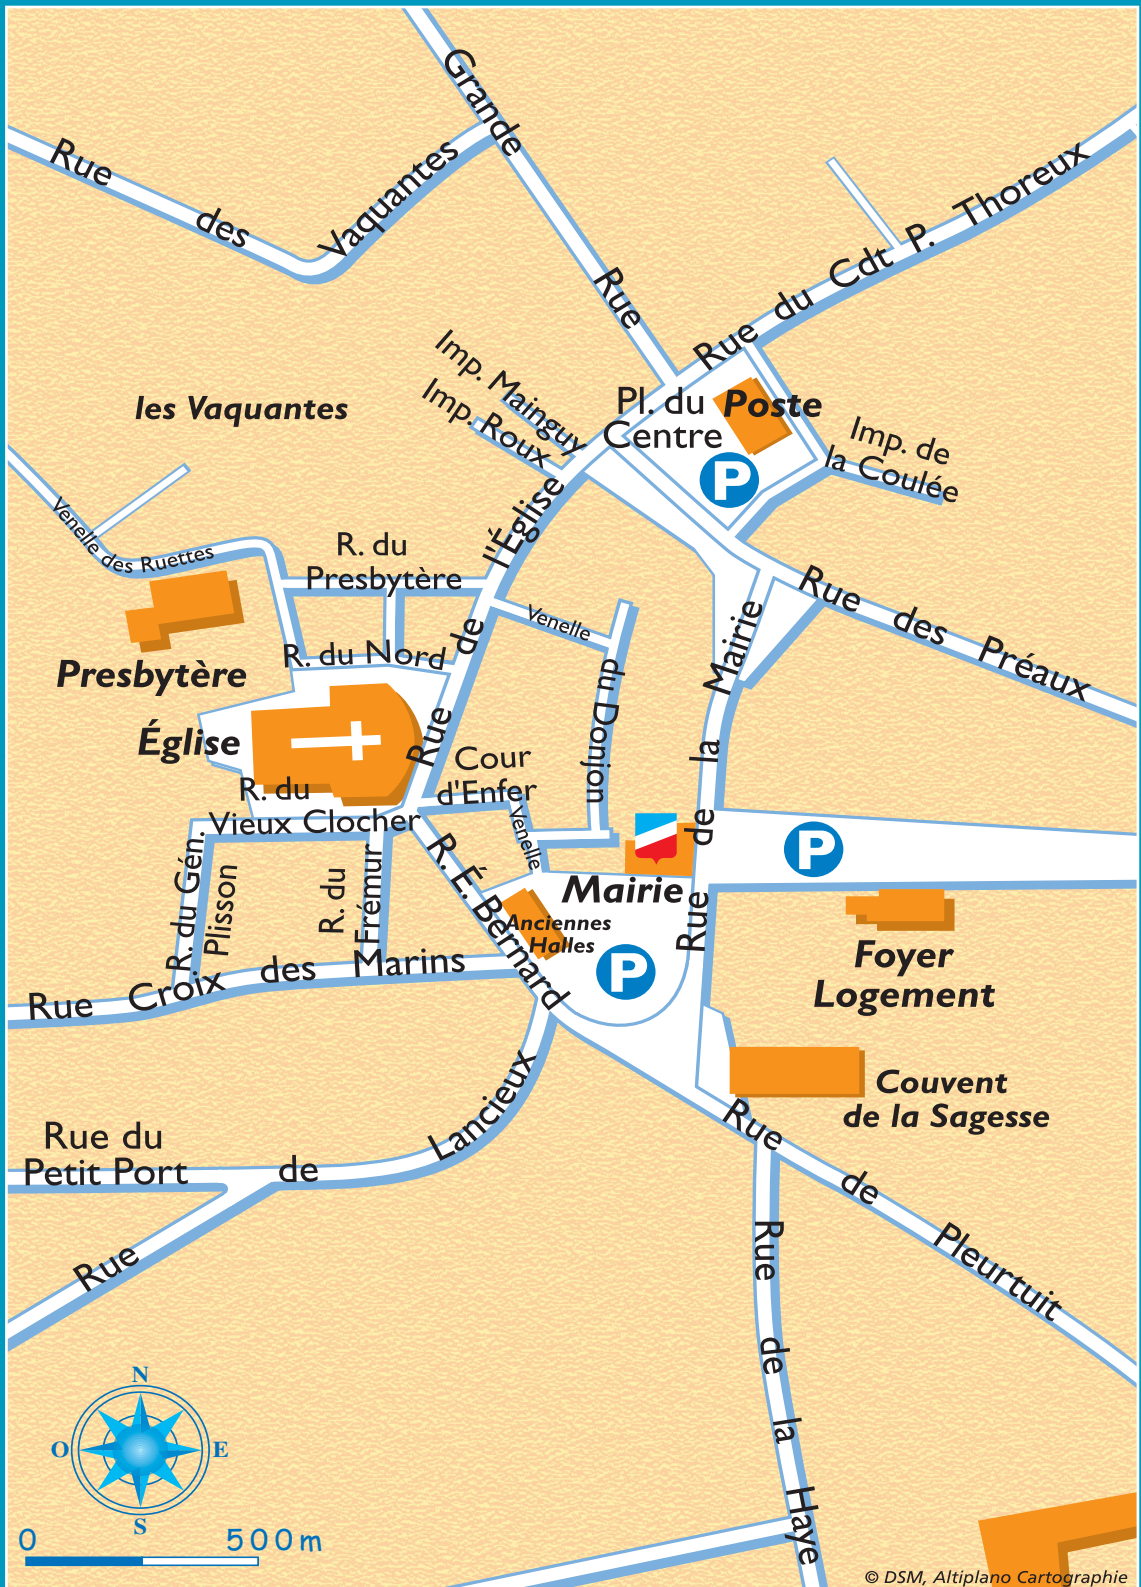 Grande Rue
Rue des Vaquantes
Rue du Cdt P. Thoreux
Imp. Mainguy
Imp. Roux
Pl. du
Centre
Poste
P
Imp. de
la Coulée
les Vaquantes
Venelle des Ruettes
R. du
Presbytère
Rue de l'Église
Venelle
du Donjon
Rue de la Mairie
Rue des Préaux
R. du Nord
Presbytère
Église
Cour
d'Enfer
Venelle
R. du
Vieux Clocher
R. du Gén.
Plisson
R. du
Frémur
R. É. Bernard
Mairie
P
Anciennes
Halles
P
Foyer
Logement
Rue Croix des Marins
Couvent
de la Sagesse
Rue du
Petit Port
Rue de Lancieux
Rue de Pleurtuit
Rue de la Haye
N
O
E
S
0 500m
© DSM, Altiplano Cartographie